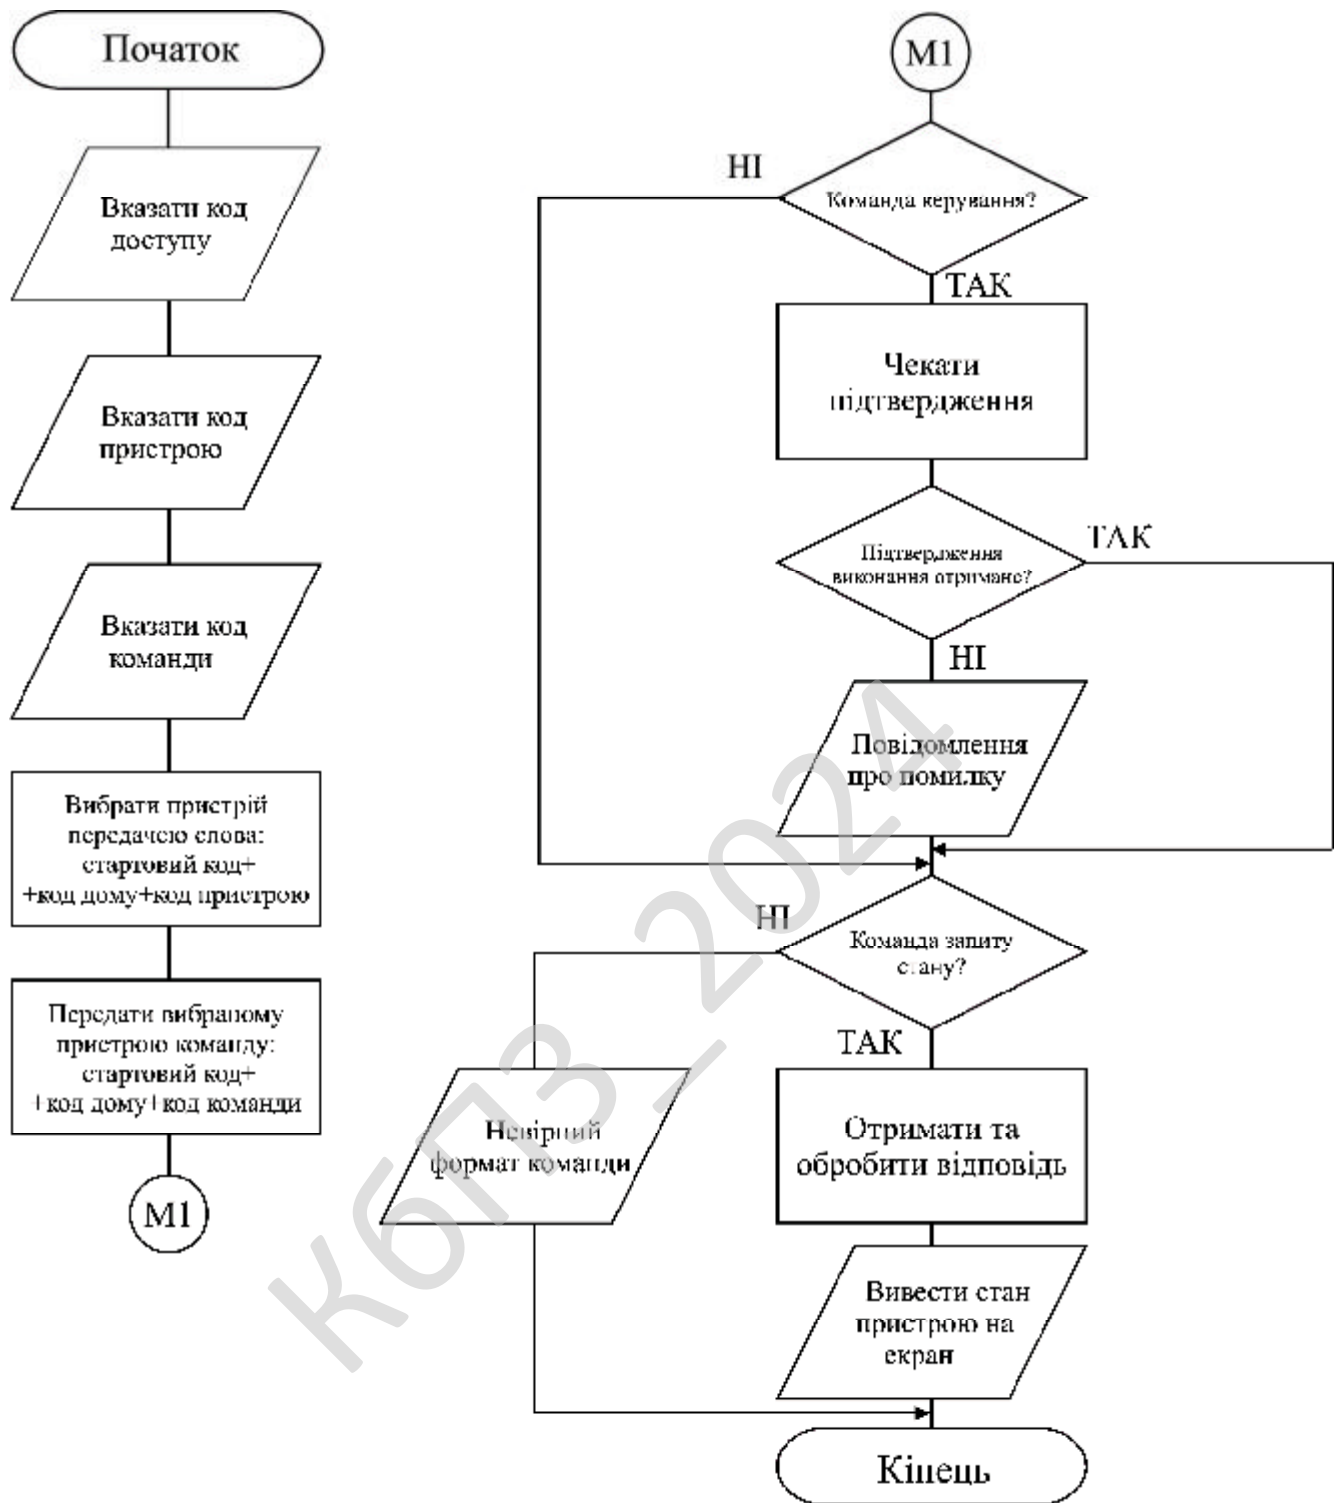 Початок
Вказати код
доступу
Вказати код
пристрою
Вказати код
команди
Вибрати пристрій
передачею слова:
стартовий код+
+код дому+код пристрою
Передати вибраному
пристрою команду:
стартовий код+
+код дому+код команди
М1
М1
НІ
Команда керування?
ТАК
Чекати
підтвердження
Підтвердження
виконання отримано?
ТАК
НІ
Повідомлення
про помилку
НІ
Команда запиту
стану?
ТАК
Невірний
формат команди
Отримати та
обробити відповідь
Вивести стан
пристрою на
екран
Кінець
КбПЗ_2024